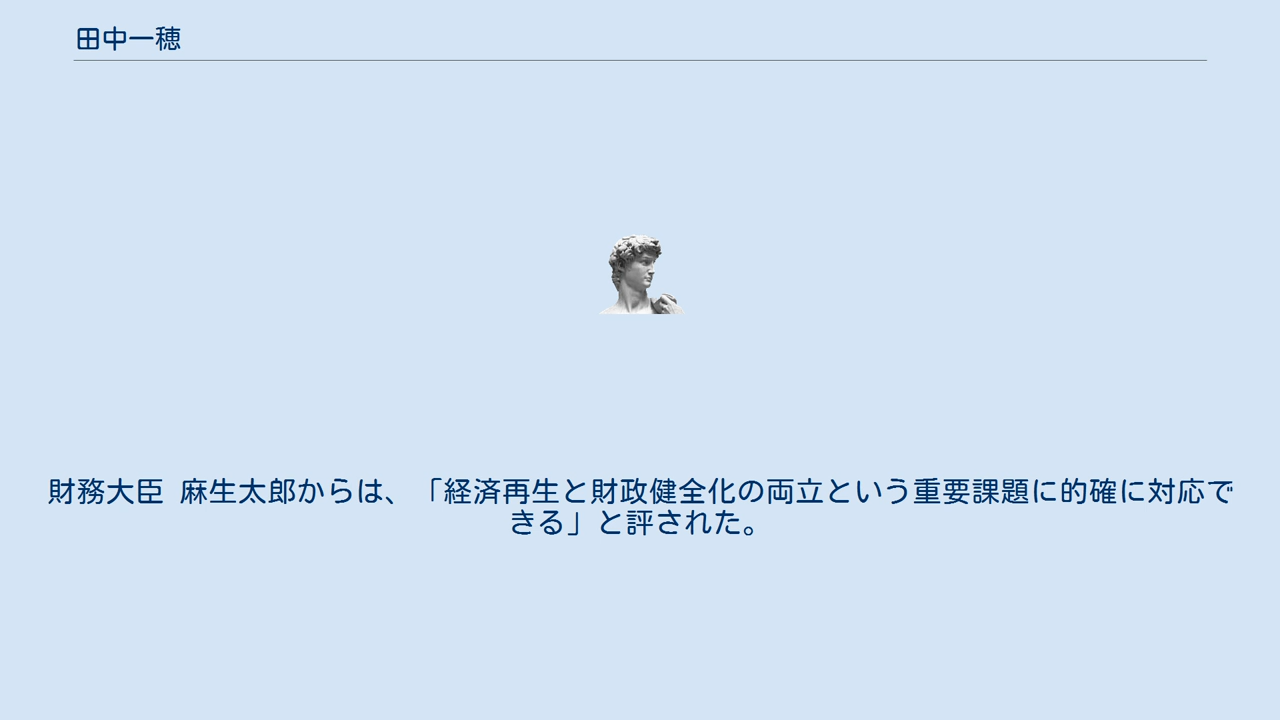 田中一穂
財務大臣 麻生太郎からは、「経済再生と財政健全化の両立という重要課題に的確に対応で
きる」と評された。